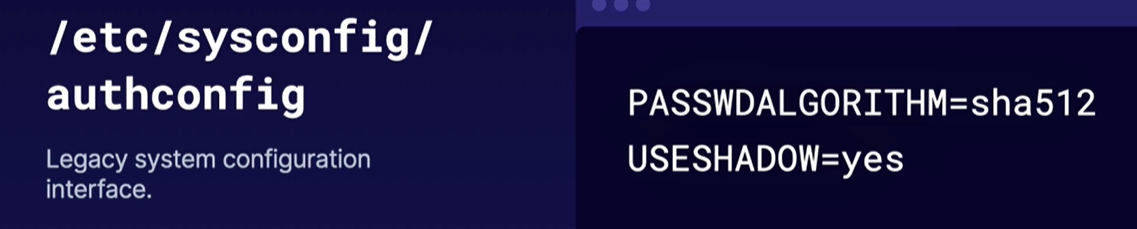 /etc/sysconfig/
authconfig
Legacy system configuration
interface.
PASSWDALGORITHM=sha512
USESHADOW=yes